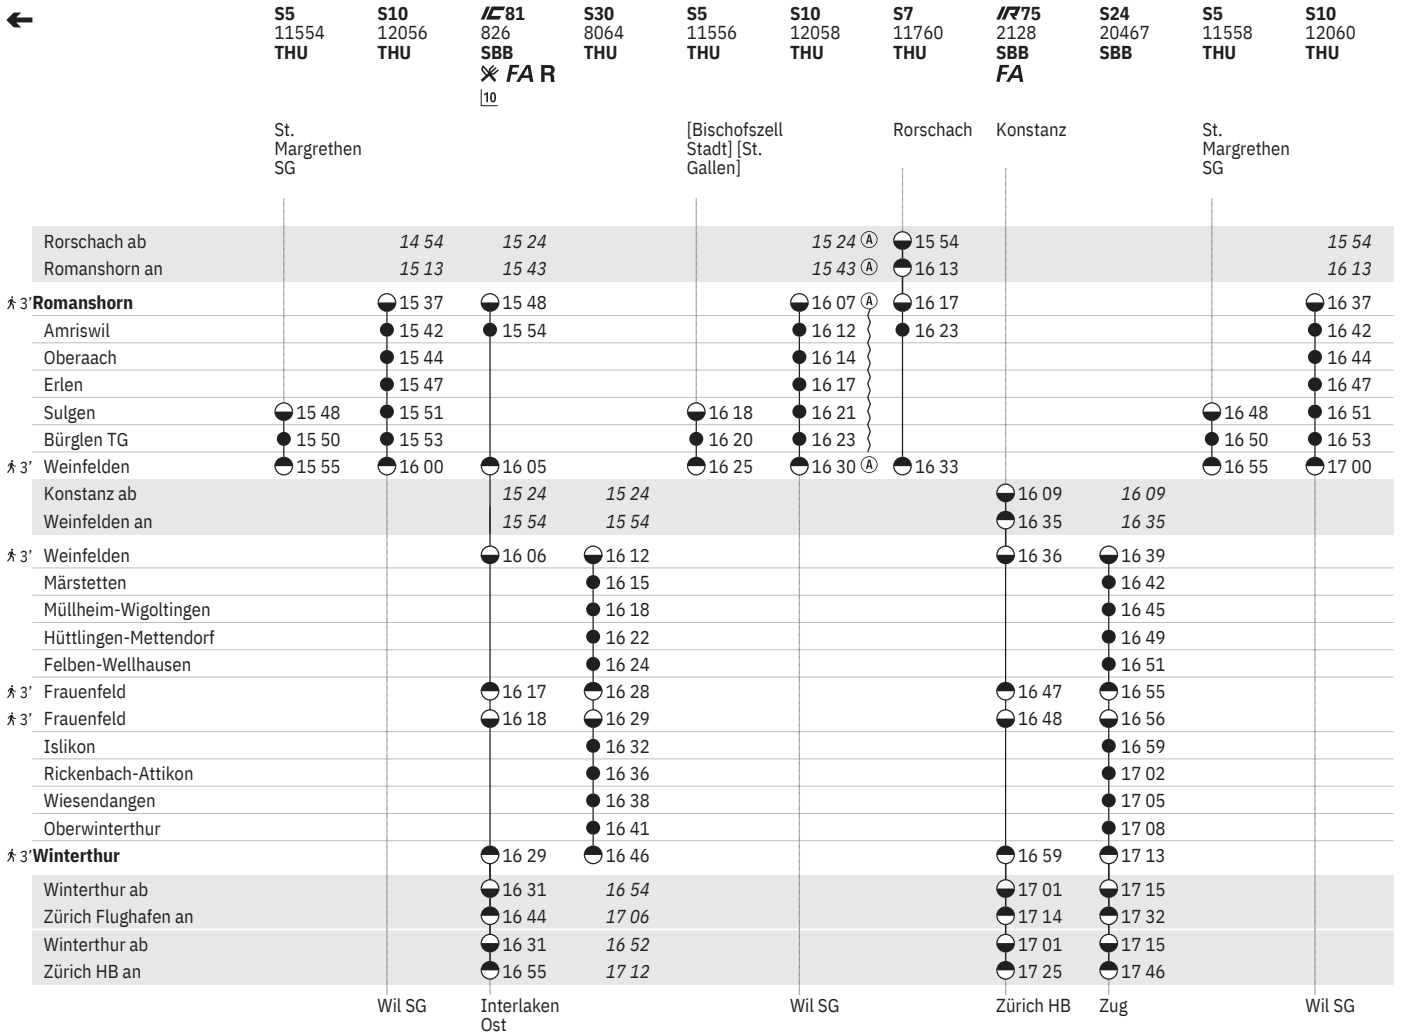 S5 S10 IC81 S30 S5 S10 S7 IR75 S24 S5 S10
11554 12056 826 8064 11556 12058 11760 2128 20467 11558 12060
THU THU SBB THU THU THU THU SBB SBB THU THU
FA R FA
10
St. [Bischofszell Rorschach Konstanz St.
Margrethen Stadt] [St. Margrethen
SG Gallen] SG
Rorschach ab 14 54 15 24 15 24 A 15 54 15 54
Romanshorn an 15 13 15 43 15 43 A 16 13 16 13
3' Romanshorn 15 37 15 48 16 07 A 16 17 16 37
Amriswil 15 42 15 54 16 12 16 23 16 42
Oberaach 15 44 16 14 16 44
Erlen 15 47 16 17 16 47
Sulgen 15 48 15 51 16 18 16 21 16 48 16 51
Bürglen TG 15 50 15 53 16 20 16 23 16 50 16 53
3' Weinfelden 15 55 16 00 16 05 16 25 16 30 A 16 33 16 55 17 00
Konstanz ab 15 24 15 24 16 09 16 09
Weinfelden an 15 54 15 54 16 35 16 35
3' Weinfelden 16 06 16 12 16 36 16 39
Märstetten 16 15 16 42
Müllheim-Wigoltingen 16 18 16 45
Hüttlingen-Mettendorf 16 22 16 49
Felben-Wellhausen 16 24 16 51
3' Frauenfeld 16 17 16 28 16 47 16 55
3' Frauenfeld 16 18 16 29 16 48 16 56
Islikon 16 32 16 59
Rickenbach-Attikon 16 36 17 02
Wiesendangen 16 38 17 05
Oberwinterthur 16 41 17 08
3' Winterthur 16 29 16 46 16 59 17 13
Winterthur ab 16 31 16 54 17 01 17 15
Zürich Flughafen an 16 44 17 06 17 14 17 32
Winterthur ab 16 31 16 52 17 01 17 15
Zürich HB an 16 55 17 12 17 25 17 46
Wil SG Interlaken Wil SG Zürich HB Zug Wil SG
Ost